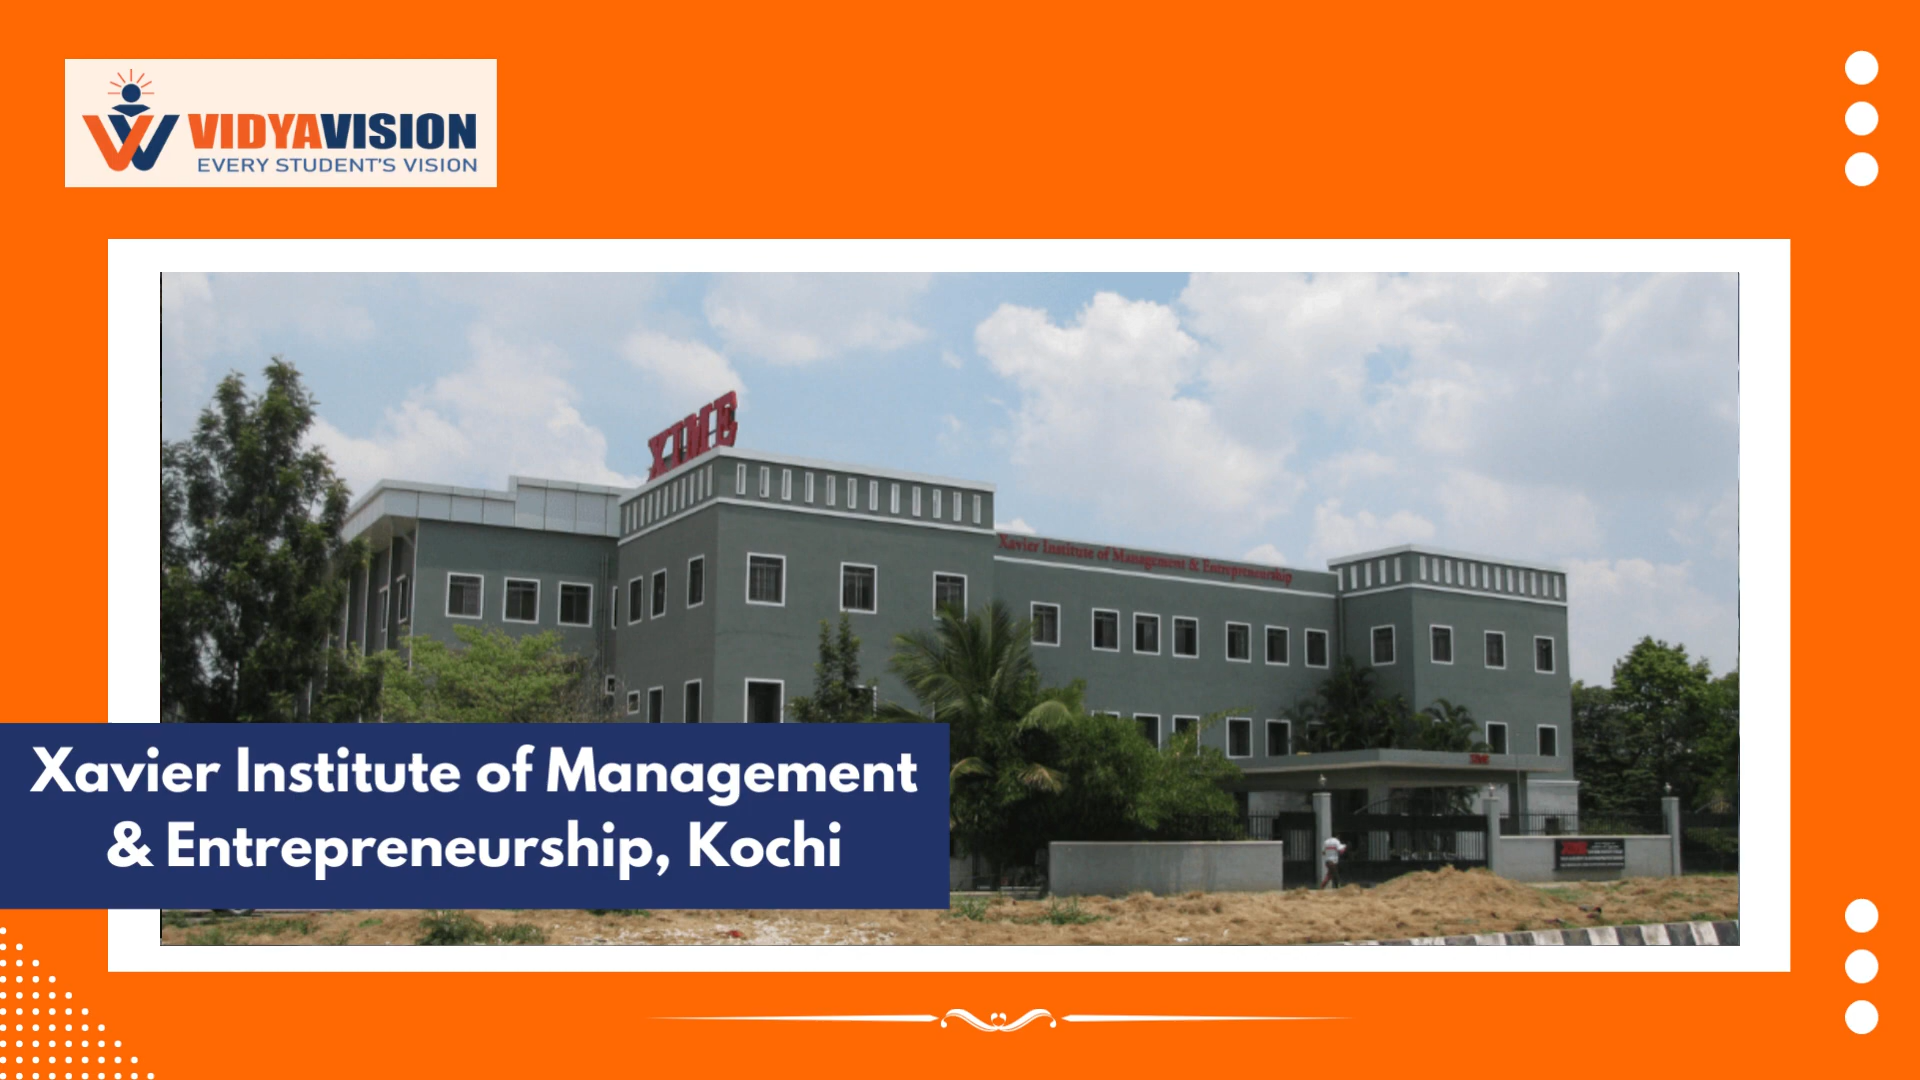 VIDYAVISION
EVERY STUDENT'S VISION
XIME
Xavier Institute of Management & Entrepreneurship
Xavier Institute of Management
& Entrepreneurship, Kochi